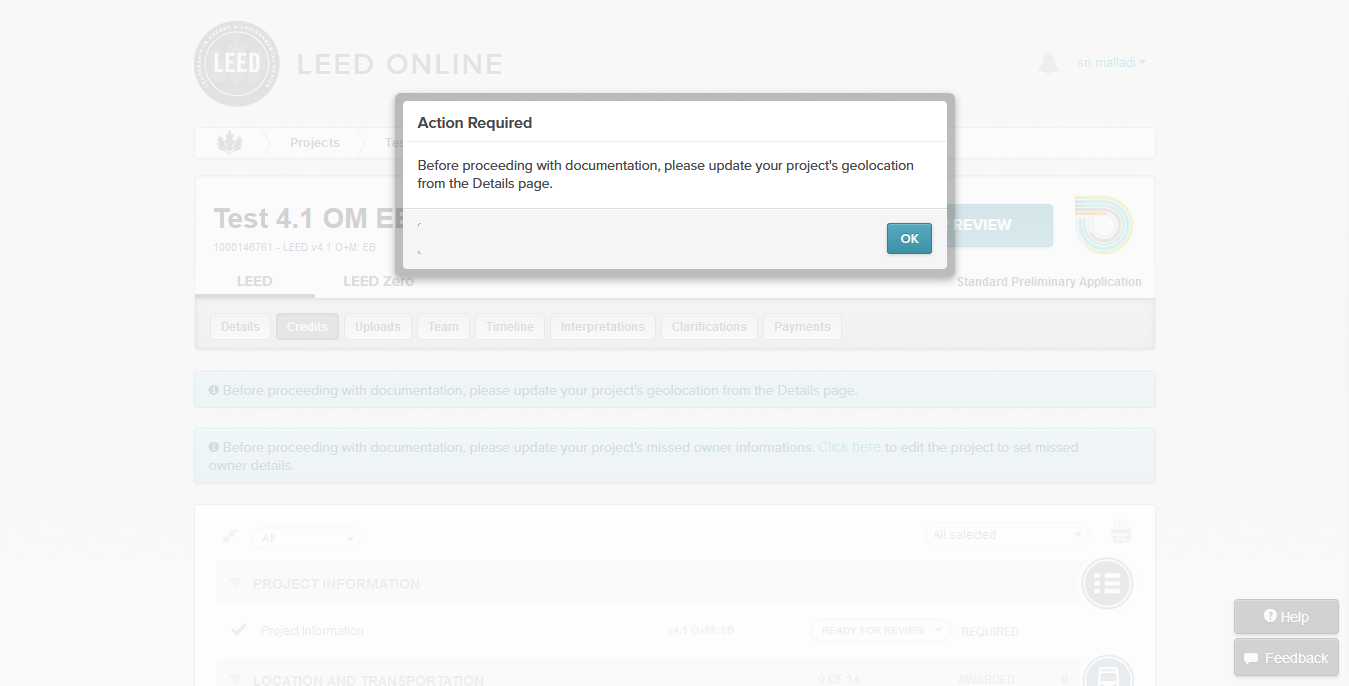 LEED
LEED ONLINE
sri malladi
Projects
Action Required
Before proceeding with documentation, please update your project's geolocation
from the Details page.
OK
Test 4.1 OM
REVIEW
1000146761 - LEED v4.1 O+M: EB
LEED
LEED Zero
Standard Preliminary Application
Details
Credits
Uploads
Team
Timeline
Interpretations
Clarifications
Payments
Before proceeding with documentation, please update your project's geolocation from the Details page.
Before proceeding with documentation, please update your project's missed owner informations. Click here to edit the project to set missed
owner details.
All
All selected
PROJECT INFORMATION
Project Information
v4.1 O+M: EB
READY FOR REVIEW
REQUIRED
LOCATION AND TRANSPORTATION
0 OF 14
AWARDED
0
Help
Feedback